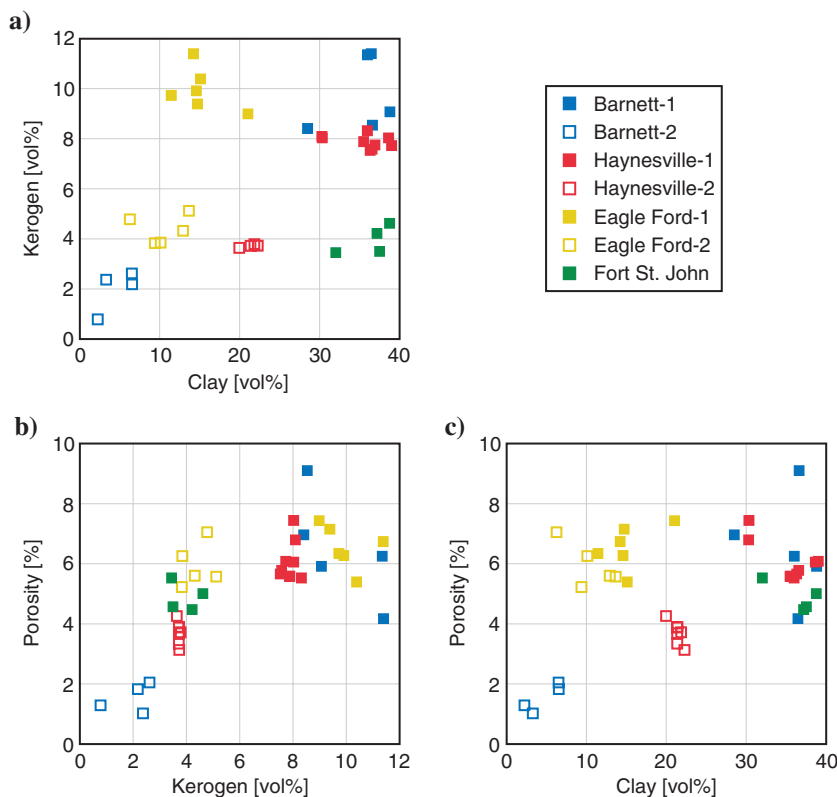 a)
12
10
8
6
4
2
0
Kerogen [vol%]
0 10 20 30 40
Clay [vol%]
Barnett-1
Barnett-2
Haynesville-1
Haynesville-2
Eagle Ford-1
Eagle Ford-2
Fort St. John
b)
10
8
6
4
2
0
Porosity [%]
0 2 4 6 8 10 12
Kerogen [vol%]
c)
10
8
6
4
2
0
Porosity [%]
0 10 20 30 40
Clay [vol%]